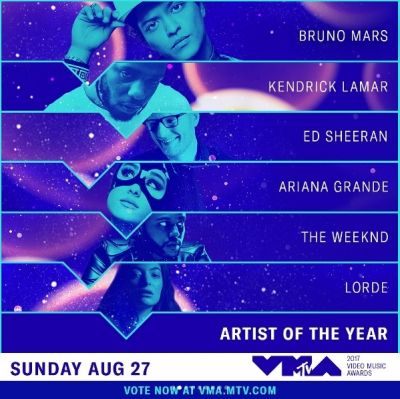 BRUNO MARS
KENDRICK LAMAR
ED SHEERAN
ARIANA GRANDE
THE WEEKND
LORDE
ARTIST OF THE YEAR
SUNDAY AUG 27
VMA
MTV
2017
VIDEO MUSIC
AWARDS
VOTE NOW AT VMA.MTV.COM